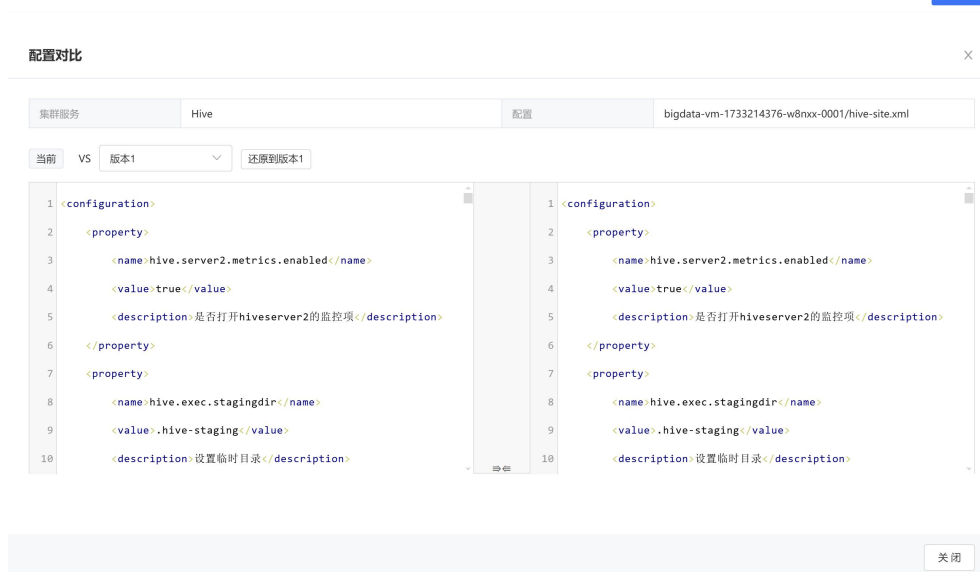 配置对比
集群服务 Hive 配置 bigdata-vm-1733214376-w8nxx-0001/hive-site.xml
当前 VS 版本1 还原到版本1
1 <configuration>
2 <property>
3 <name>hive.server2.metrics.enabled</name>
4 <value>true</value>
5 <description>是否打开hiveserver2的监控项</description>
6 </property>
7 <property>
8 <name>hive.exec.stagingdir</name>
9 <value>.hive-staging</value>
10 <description>设置临时目录</description>
1 <configuration>
2 <property>
3 <name>hive.server2.metrics.enabled</name>
4 <value>true</value>
5 <description>是否打开hiveserver2的监控项</description>
6 </property>
7 <property>
8 <name>hive.exec.stagingdir</name>
9 <value>.hive-staging</value>
10 <description>设置临时目录</description>
关闭